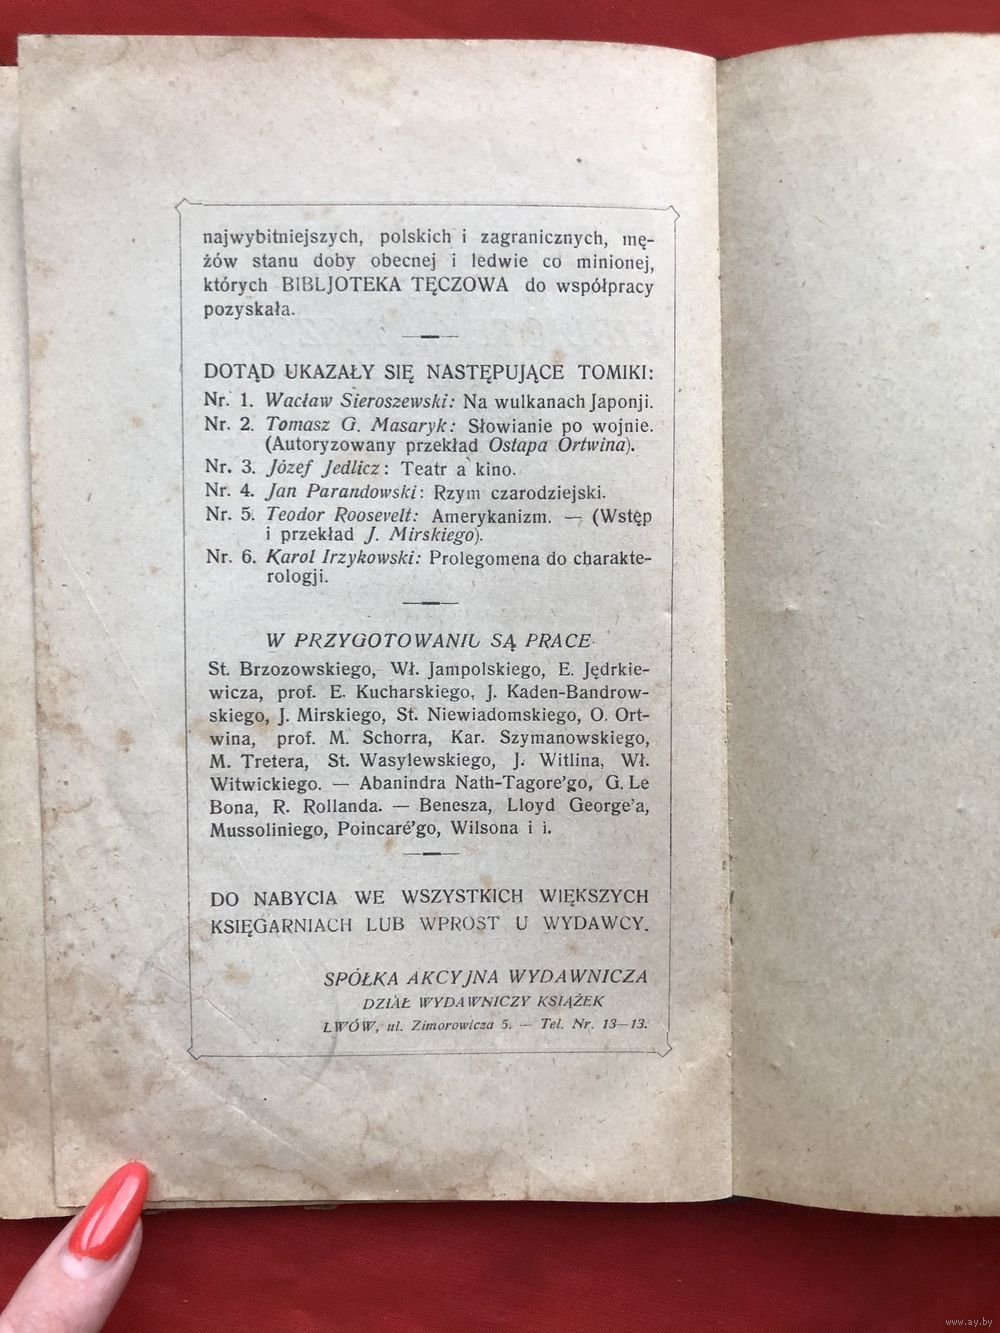 najwybitniejszych, polskich i zagranicznych, mę-
żów stanu doby obecnej i ledwie co minionej,
których BIBLJOTEKA TĘCZOWA do współpracy
pozyskała.
DOTĄD UKAZAŁY SIĘ NASTĘPUJĄCE TOMIKI:
Nr. 1. Wacław Sieroszewski: Na wulkanach Japonji.
Nr. 2. Tomasz G. Masaryk: Słowianie po wojnie.
(Autoryzowany przekład Ostapa Ortwina).
Nr. 3. Józef Jedlicz: Teatr a kino.
Nr. 4. Jan Parandowski: Rzym czarodziejski.
Nr. 5. Teodor Roosevelt: Amerykanizm. — (Wstęp
i przekład J. Mirskiego).
Nr. 6. Karol Irzykowski: Prolegomena do charakte-
rologji.
W PRZYGOTOWANIU SĄ PRACE
St. Brzozowskiego, Wł. Jampolskiego, E. Jędrkie-
wicza, prof. E. Kucharskiego, J. Kaden-Bandrow-
skiego, J. Mirskiego, St. Niewiadomskiego, O. Ort-
wina, prof. M. Schorra, Kar. Szymanowskiego,
M. Tretera, St. Wasylewskiego, J. Witlina, Wł.
Witwickiego. — Abanindra Nath-Tagore'go, G. Le
Bona, R. Rollanda. — Benesza, Lloyd George'a,
Mussoliniego, Poincaré'go, Wilsona i i.
DO NABYCIA WE WSZYSTKICH WIĘKSZYCH
KSIĘGARNIACH LUB WPROST U WYDAWCY.
SPÓŁKA AKCYJNA WYDAWNICZA
DZIAŁ WYDAWNICZY KSIĄŻEK
LWÓW, ul. Zimorowicza 5. — Tel. Nr. 13—13.
www.ay.by